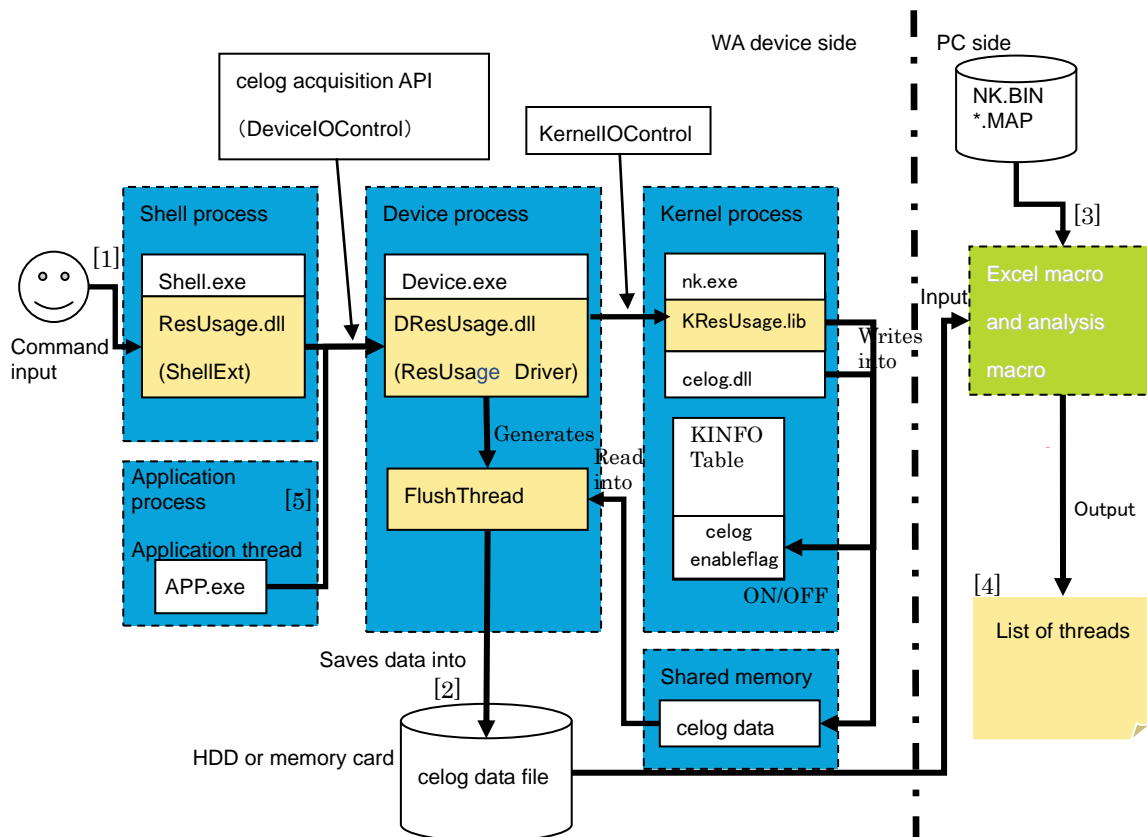 WA device side
PC side
celog acquisition API
（DeviceIOControl）
KernelIOControl
NK.BIN
*.MAP
Shell process
Device process
Kernel process
[3]
[1]
Shell.exe
ResUsage.dll
(ShellExt)
Device.exe
DResUsage.dll
(ResUsage Driver)
nk.exe
KResUsage.lib
celog.dll
Writes
into
Input
Excel macro
and analysis
macro
Command
input
Generates
Read
into
KINFO
Table
celog
enableflag
ON/OFF
Application
process
[5]
Application thread
APP.exe
FlushThread
Output
[4]
List of threads
Saves data into
[2]
Shared memory
celog data
HDD or memory card
celog data file